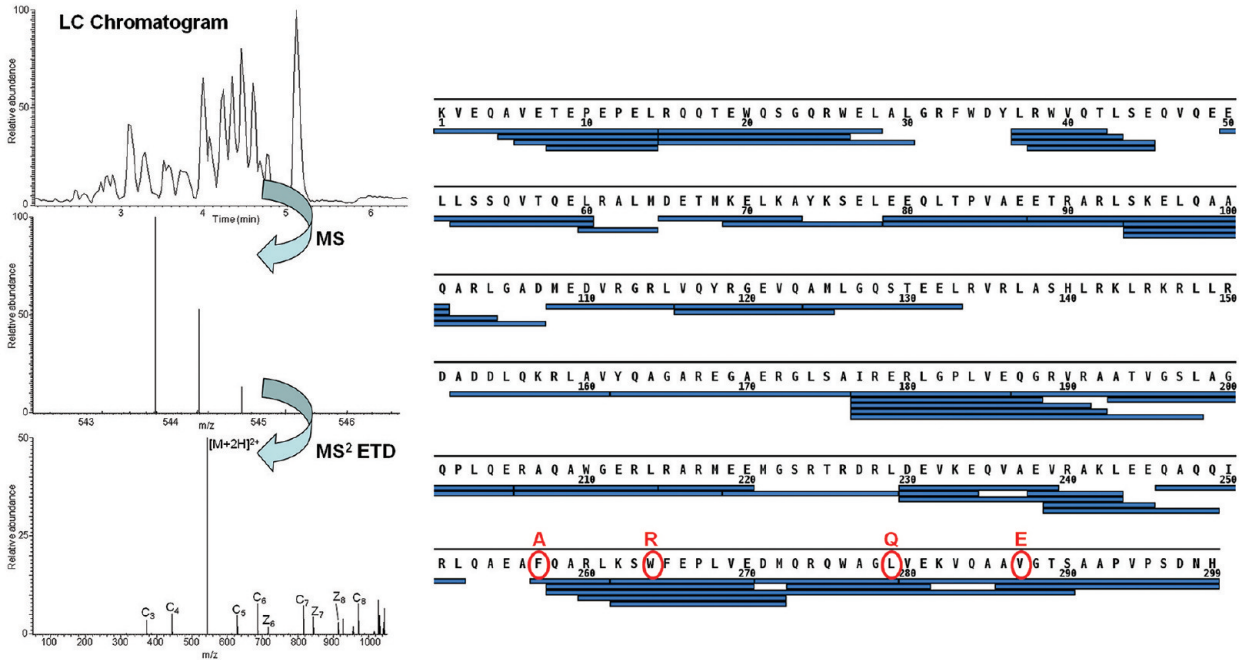 LC Chromatogram
Relative abundance
100
50
0
3 4 5 6
Time (min)
MS
Relative abundance
100
50
0
543 544 545 546
m/z
MS² ETD
[M+2H]²⁺
Relative abundance
50
25
0
C₃ C₄ C₅ C₆ Z₆ C₇ Z₇ Z₈ C₈
100 200 300 400 500 600 700 800 900 1000
m/z
K V E Q A V E T E P E P E L R Q Q T E W Q S G Q R W E L A L G R F W D Y L R W V Q T L S E Q V Q E E
1 10 20 30 40 50
L L S S Q V T Q E L R A L M D E T M K E L K A Y K S E L E E Q L T P V A E E T R A R L S K E L Q A A
60 70 80 90 100
Q A R L G A D M E D V R G R L V Q Y R G E V Q A M L G Q S T E E L R V R L A S H L R K L R K R L L R
110 120 130 140 150
D A D D L Q K R L A V Y Q A G A R E G A E R G L S A I R E R L G P L V E Q G R V R A A T V G S L A G
160 170 180 190 200
Q P L Q E R A Q A W G E R L R A R M E E M G S R T R D R L D E V K E Q V A E V R A K L E E Q A Q Q I
210 220 230 240 250
A R Q E
R L Q A E A F Q A R L K S W F E P L V E D M Q R Q W A G L V E K V Q A A V G T S A A P V P S D N H
260 270 280 290 299